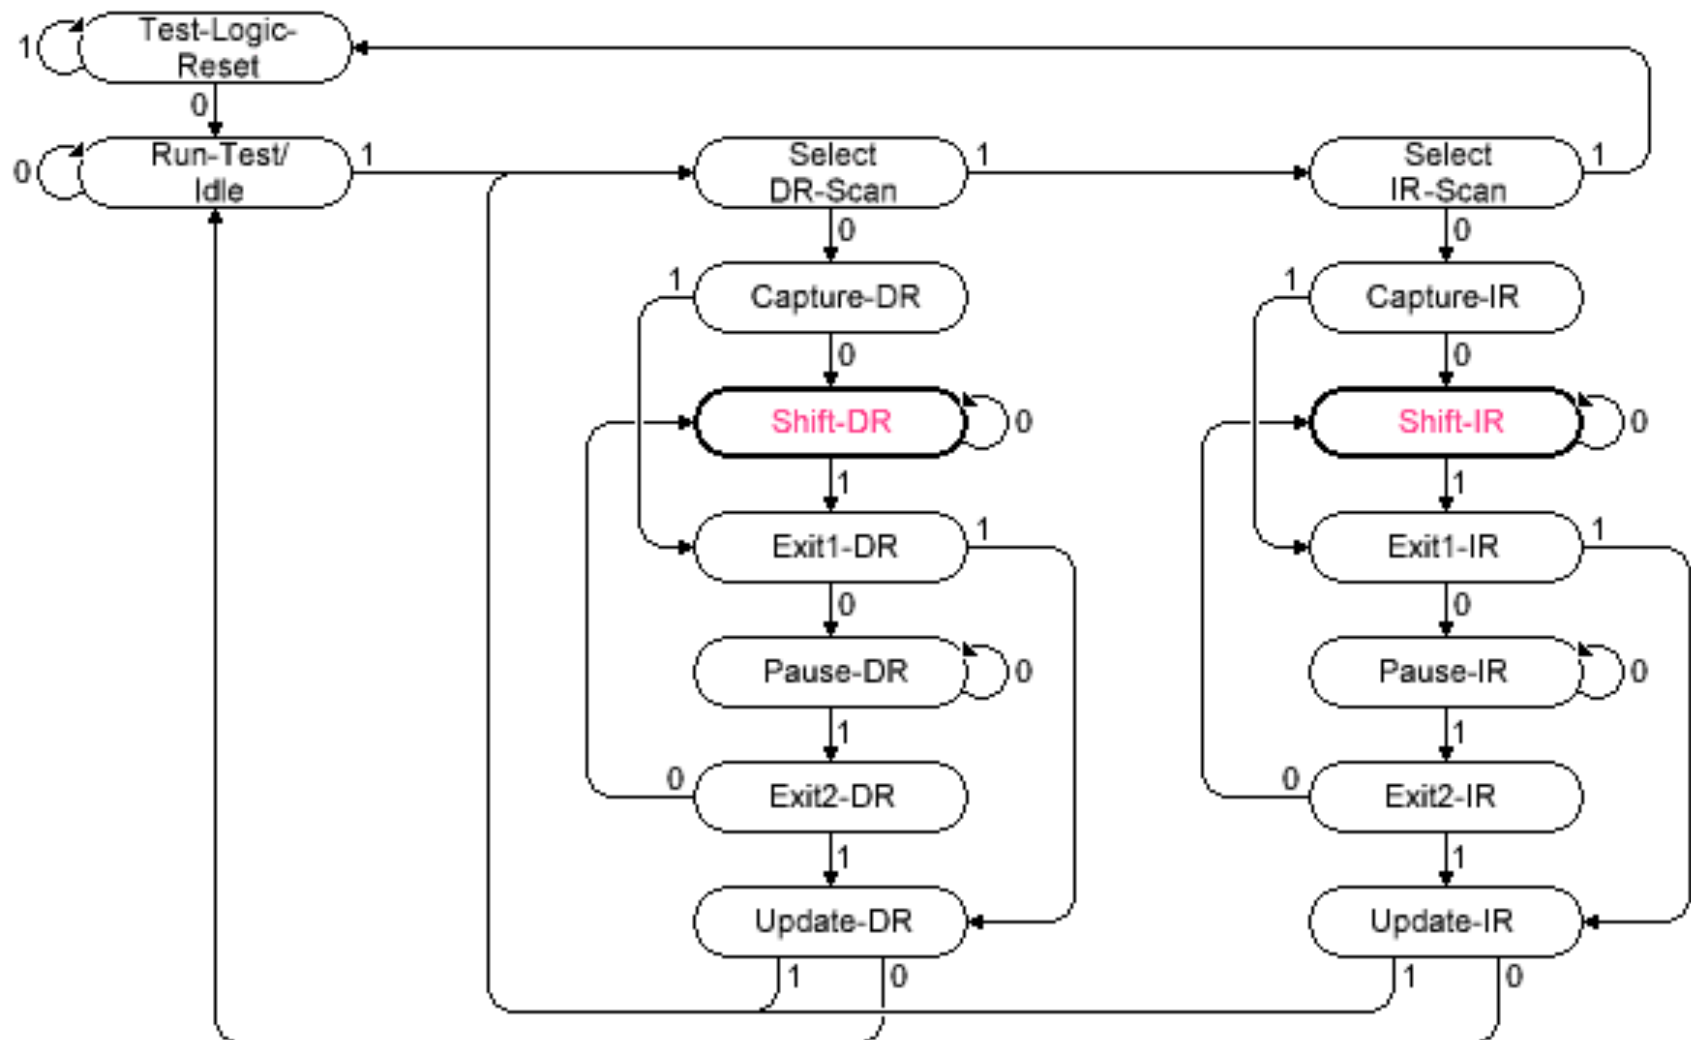 Test-Logic-
Reset
1
0
Run-Test/
Idle
0
1
Select
DR-Scan
1
0
Select
IR-Scan
1
0
Capture-DR
1
0
Capture-IR
1
0
Shift-DR
0
1
Shift-IR
0
1
Exit1-DR
1
0
Exit1-IR
1
0
Pause-DR
0
1
Pause-IR
0
1
Exit2-DR
0
1
Exit2-IR
0
1
Update-DR
1
0
Update-IR
1
0